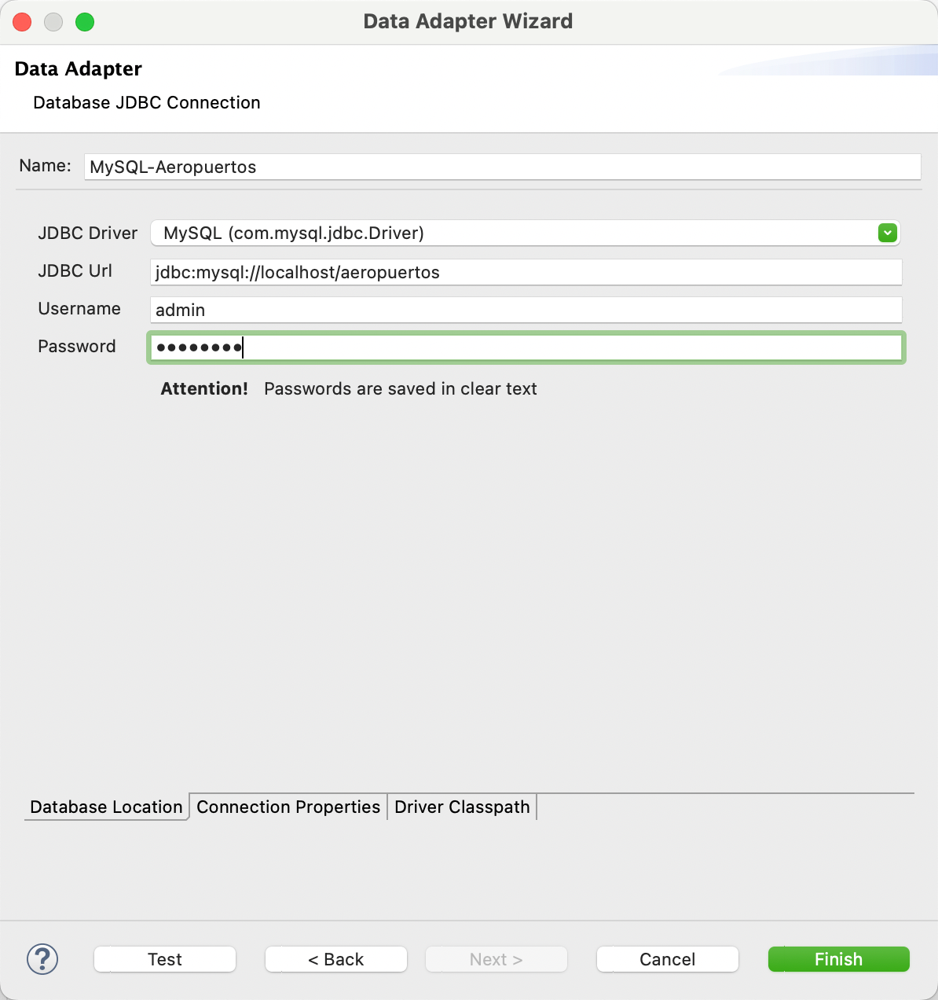 Data Adapter Wizard
Data Adapter
Database JDBC Connection
Name: MySQL-Aeropuertos
JDBC Driver MySQL (com.mysql.jdbc.Driver)
JDBC Url jdbc:mysql://localhost/aeropuertos
Username admin
Password ••••••••
Attention! Passwords are saved in clear text
Database Location Connection Properties Driver Classpath
? Test < Back Next > Cancel Finish